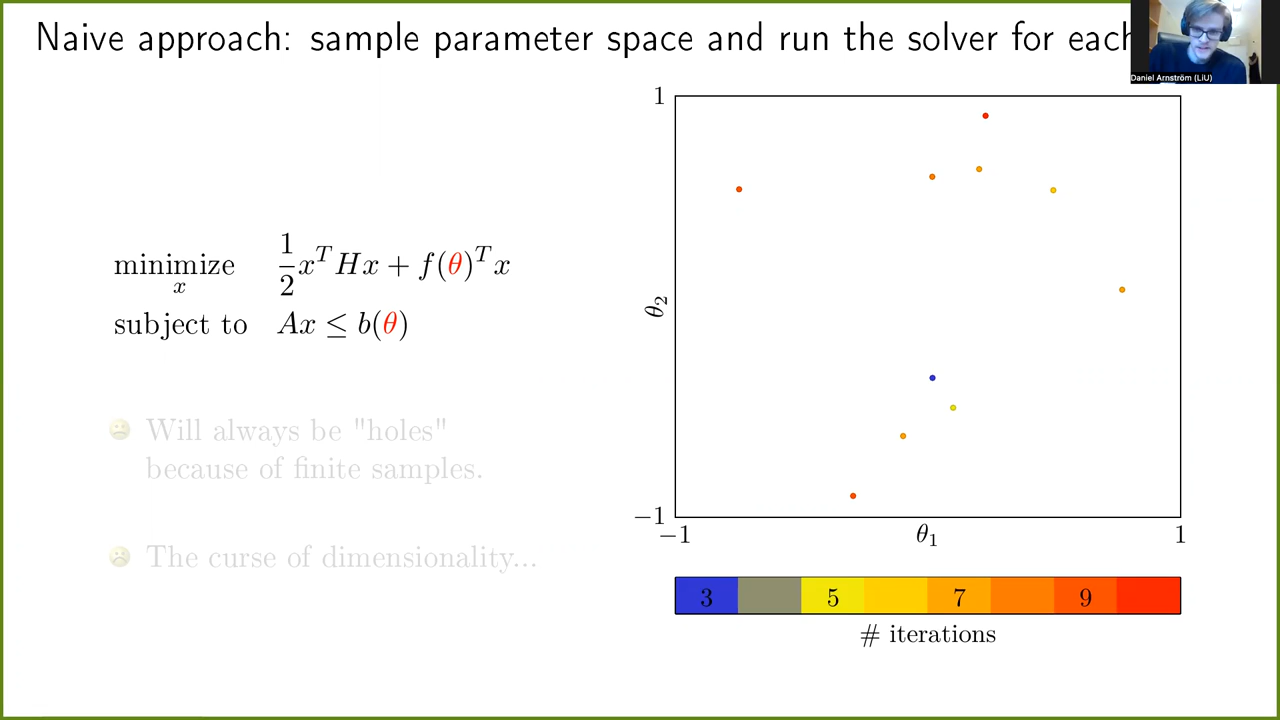 Naive approach: sample parameter space and run the solver for each
Daniel Arnström (LiU)
minimize 1/2 x^T Hx + f(θ)^T x
x
subject to Ax ≤ b(θ)
Will always be "holes"
because of finite samples.
The curse of dimensionality...
1
θ₂
−1
−1 θ₁ 1
3 5 7 9
# iterations